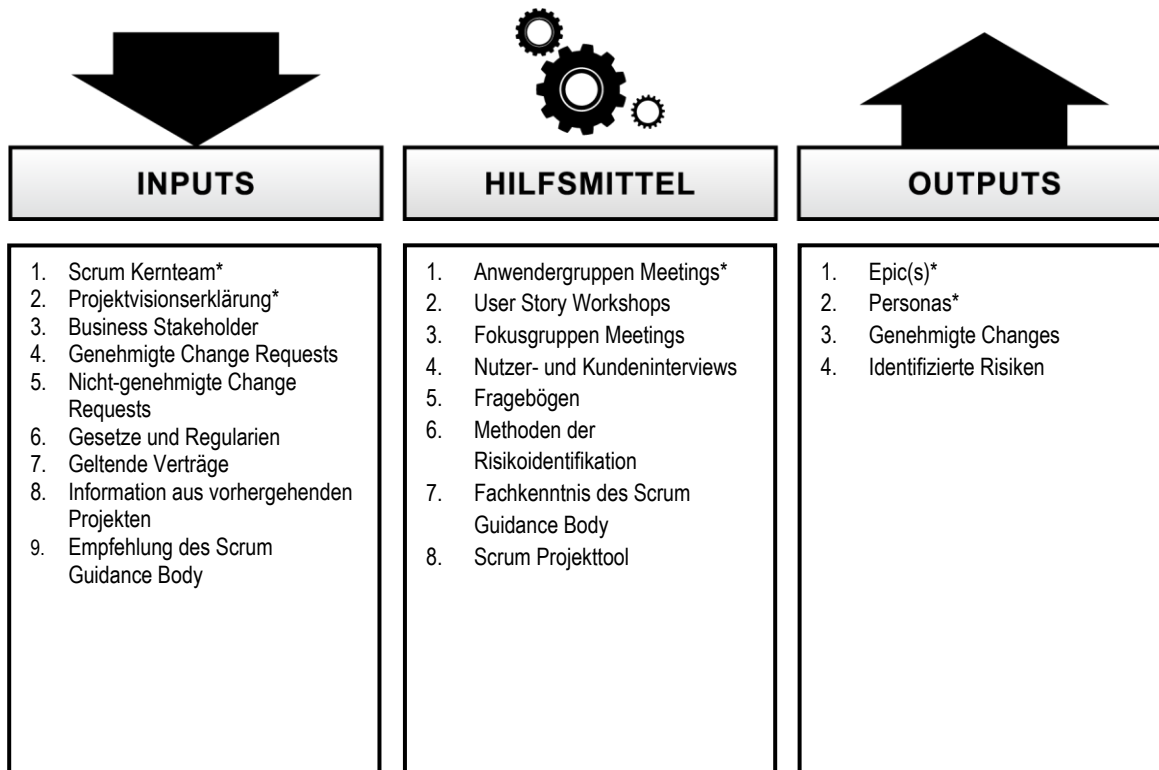 INPUTS
1. Scrum Kernteam*
2. Projektvisionserklärung*
3. Business Stakeholder
4. Genehmigte Change Requests
5. Nicht-genehmigte Change
Requests
6. Gesetze und Regularien
7. Geltende Verträge
8. Information aus vorhergehenden
Projekten
9. Empfehlung des Scrum
Guidance Body
HILFSMITTEL
1. Anwendergruppen Meetings*
2. User Story Workshops
3. Fokusgruppen Meetings
4. Nutzer- und Kundeninterviews
5. Fragebögen
6. Methoden der
Risikoidentifikation
7. Fachkenntnis des Scrum
Guidance Body
8. Scrum Projekttool
OUTPUTS
1. Epic(s)*
2. Personas*
3. Genehmigte Changes
4. Identifizierte Risiken